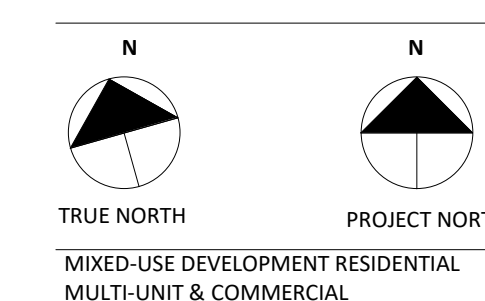 N N
TRUE NORTH PROJECT NORT
MIXED-USE DEVELOPMENT RESIDENTIAL
MULTI-UNIT & COMMERCIAL